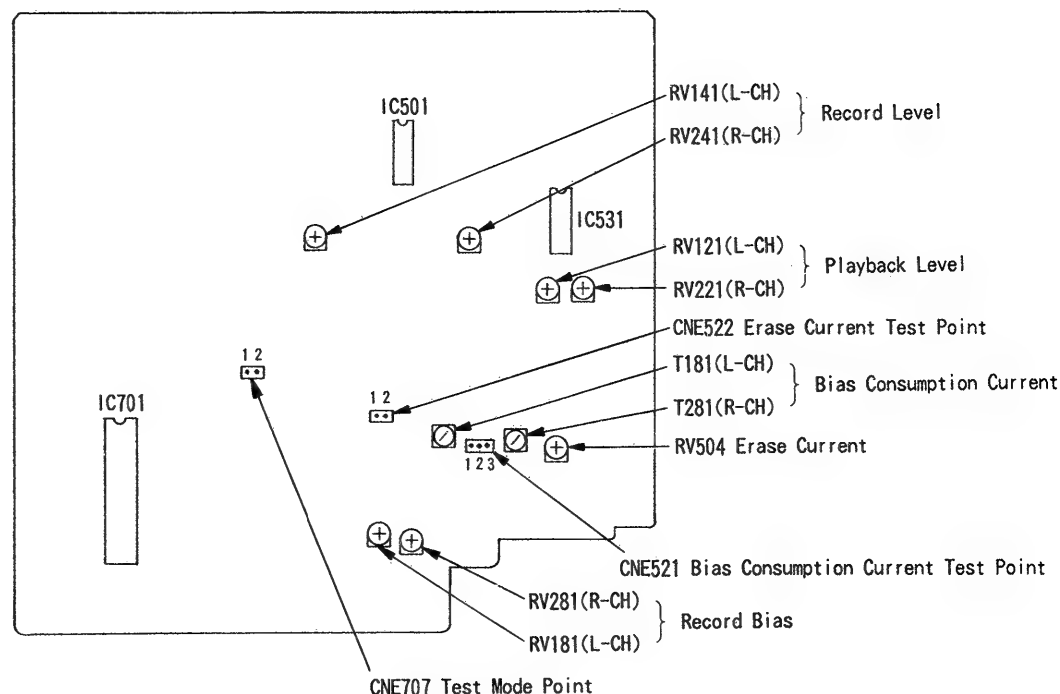 IC501
RV141(L-CH)
RV241(R-CH)
Record Level
IC531
RV121(L-CH)
RV221(R-CH)
Playback Level
CNE522 Erase Current Test Point
1 2
IC701
1 2
T181(L-CH)
T281(R-CH)
Bias Consumption Current
RV504 Erase Current
1 2 3
CNE521 Bias Consumption Current Test Point
RV281(R-CH)
RV181(L-CH)
Record Bias
CNE707 Test Mode Point